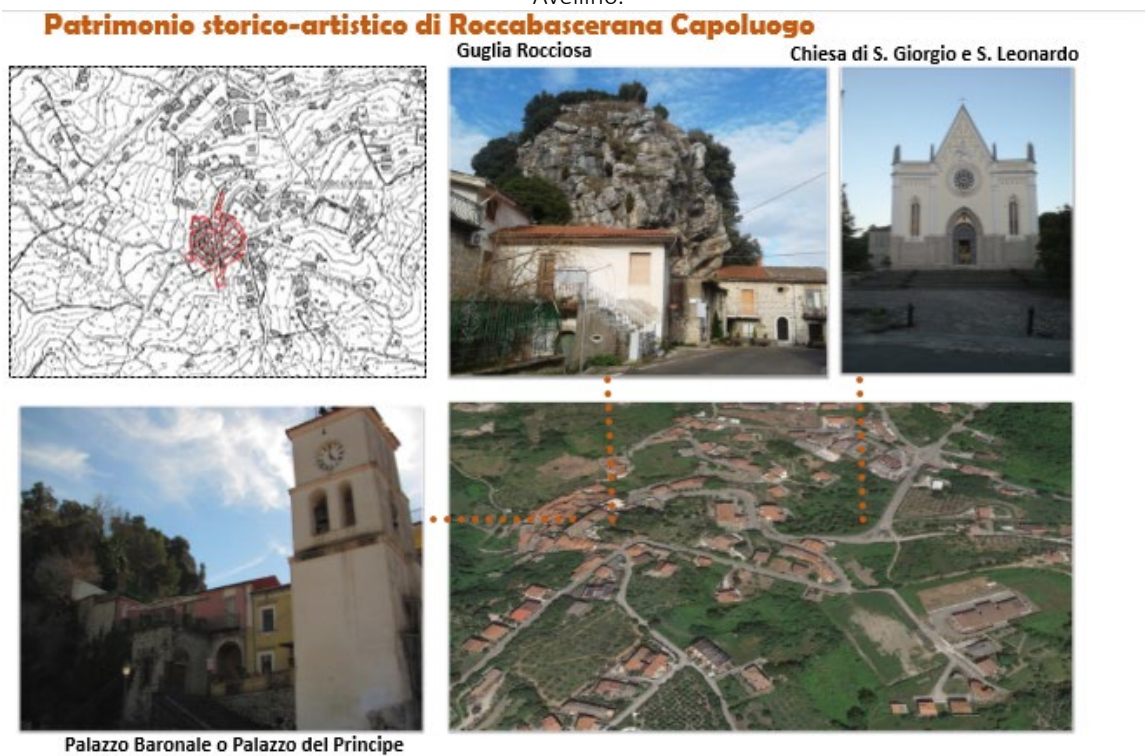 Avellino.
Patrimonio storico-artistico di Roccabascerana Capoluogo
Guglia Rocciosa
Chiesa di S. Giorgio e S. Leonardo
Palazzo Baronale o Palazzo del Principe